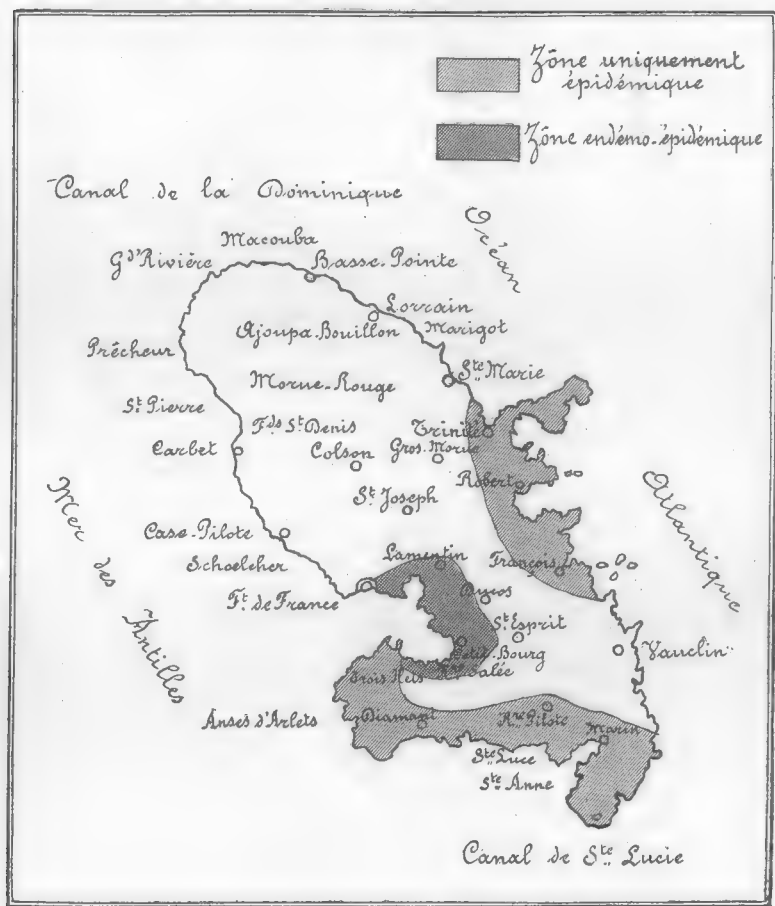 Zône uniquement
épidémique
Zône endémo-épidémique
Canal de la Dominique
Océan
Macouba
Gd' Rivière
Basse-Pointe
Lorrain
Ajoupa-Bouillon
Marigot
Prêcheur
Morne-Rouge
Ste Marie
St Pierre
Fds St Denis
Trinité
Carbet
Colson
Gros-Morne
Robert
St Joseph
Atlantique
Mer des Antilles
Case-Pilote
Schoelcher
Lamentin
François
Ft. de France
Ducos
St Esprit
Vauclin
Petit-Bourg
Salée
Trois Ilets
Anses d'Arlets
Diamant
Pilote
Marin
Ste Luce
Ste Anne
Canal de Ste Lucie